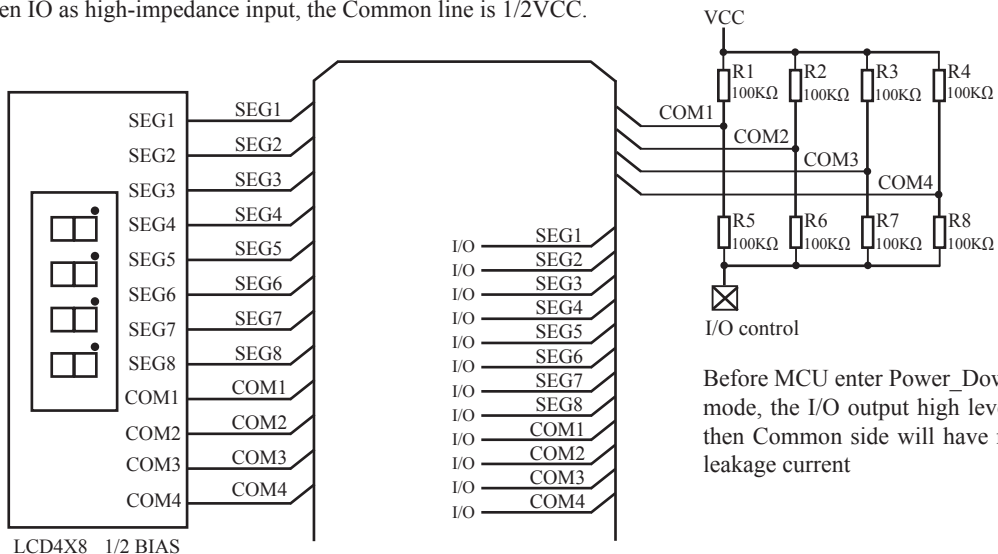 en IO as high-impedance input, the Common line is 1/2VCC.
VCC
R1 R2 R3 R4
100KΩ 100KΩ 100KΩ 100KΩ
COM1
COM2
COM3
COM4
R5 R6 R7 R8
100KΩ 100KΩ 100KΩ 100KΩ
I/O control
SEG1 SEG1
SEG2 SEG2
SEG3 SEG3
SEG4 SEG4
SEG5 SEG5
SEG6 SEG6
SEG7 SEG7
SEG8 SEG8
COM1 COM1
COM2 COM2
COM3 COM3
COM4 COM4
LCD4X8 1/2 BIAS
I/O SEG1
I/O SEG2
I/O SEG3
I/O SEG4
I/O SEG5
I/O SEG6
I/O SEG7
I/O SEG8
I/O COM1
I/O COM2
I/O COM3
I/O COM4
Before MCU enter Power_Dow
mode, the I/O output high leve
then Common side will have
leakage current